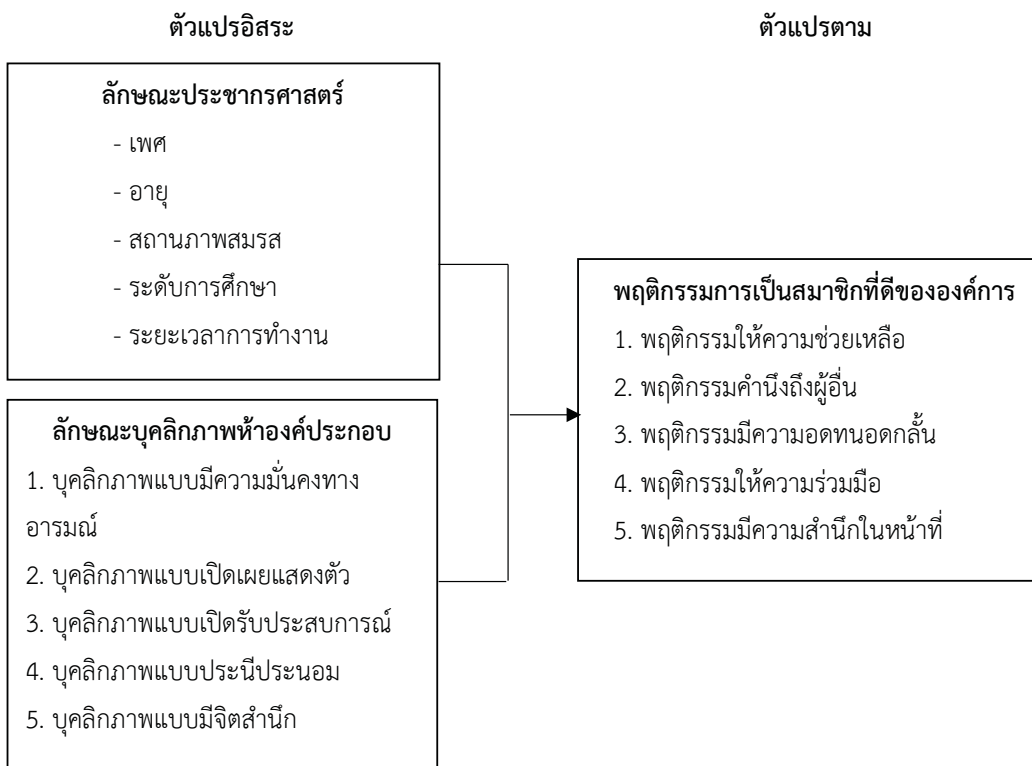 ตัวแปรอิสระ
ตัวแปรตาม
ลักษณะประชากรศาสตร์
- เพศ
- อายุ
- สถานภาพสมรส
- ระดับการศึกษา
- ระยะเวลาการทำงาน
ลักษณะบุคลิกภาพห้าองค์ประกอบ
1. บุคลิกภาพแบบมีความมั่นคงทาง
อารมณ์
2. บุคลิกภาพแบบเปิดเผยแสดงตัว
3. บุคลิกภาพแบบเปิดรับประสบการณ์
4. บุคลิกภาพแบบประนีประนอม
5. บุคลิกภาพแบบมีจิตสำนึก
พฤติกรรมการเป็นสมาชิกที่ดีขององค์การ
1. พฤติกรรมให้ความช่วยเหลือ
2. พฤติกรรมคำนึงถึงผู้อื่น
3. พฤติกรรมมีความอดทนอดกลั้น
4. พฤติกรรมให้ความร่วมมือ
5. พฤติกรรมมีความสำนึกในหน้าที่